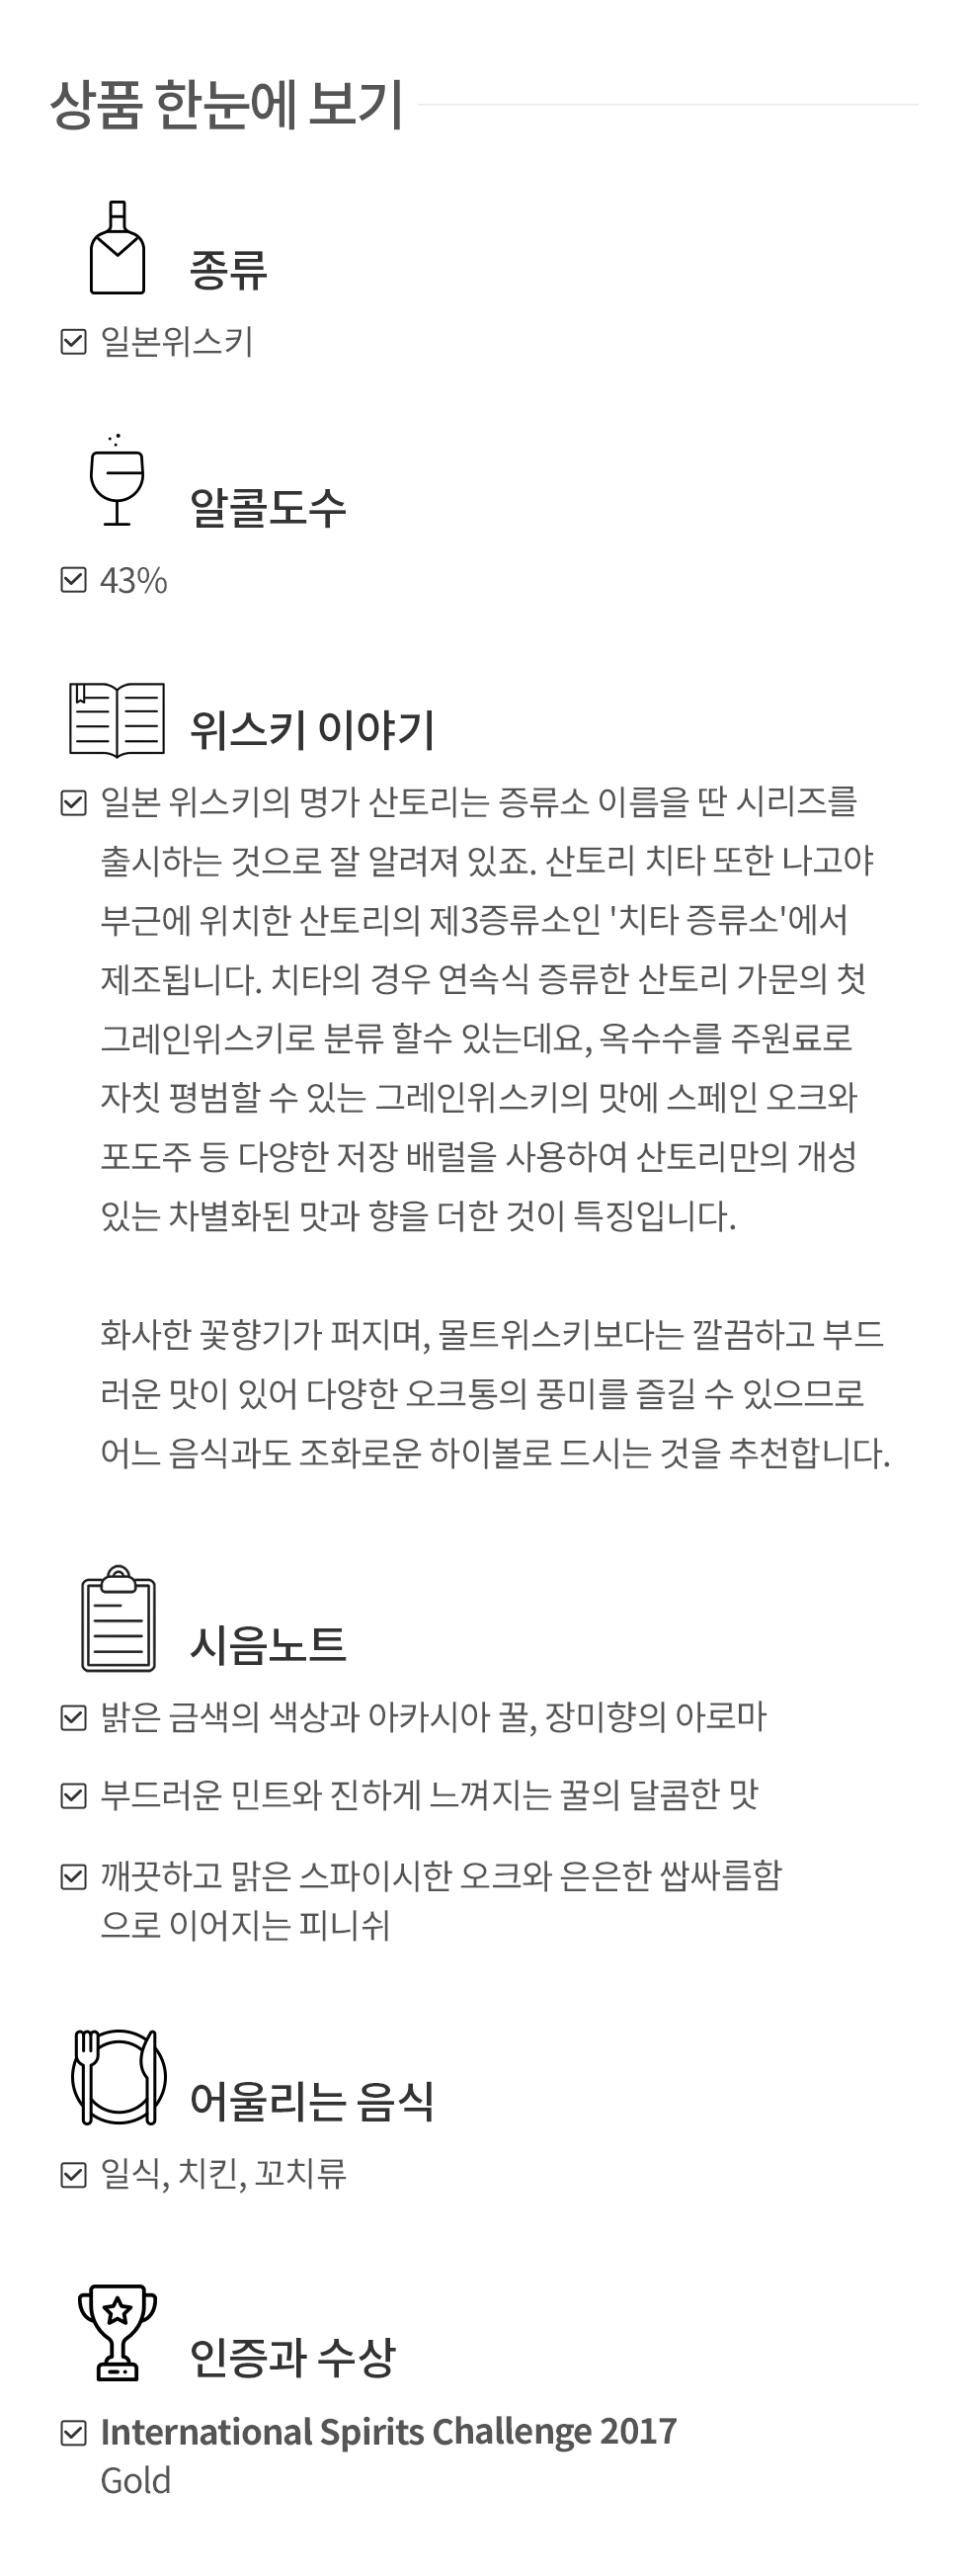 상품 한눈에 보기
종류
일본위스키
알콜도수
43%
위스키 이야기
일본 위스키의 명가 산토리는 증류소 이름을 딴 시리즈를
출시하는 것으로 잘 알려져 있죠. 산토리 치타 또한 나고야
부근에 위치한 산토리의 제3증류소인 '치타 증류소'에서
제조됩니다. 치타의 경우 연속식 증류한 산토리 가문의 첫
그레인위스키로 분류 할수 있는데요, 옥수수를 주원료로
자칫 평범할 수 있는 그레인위스키의 맛에 스페인 오크와
포도주 등 다양한 저장 배럴을 사용하여 산토리만의 개성
있는 차별화된 맛과 향을 더한 것이 특징입니다.
화사한 꽃향기가 퍼지며, 몰트위스키보다는 깔끔하고 부드
러운 맛이 있어 다양한 오크통의 풍미를 즐길 수 있으므로
어느 음식과도 조화로운 하이볼로 드시는 것을 추천합니다.
시음노트
밝은 금색의 색상과 아카시아 꿀, 장미향의 아로마
부드러운 민트와 진하게 느껴지는 꿀의 달콤한 맛
깨끗하고 맑은 스파이시한 오크와 은은한 쌉싸름함
으로 이어지는 피니쉬
어울리는 음식
일식, 치킨, 꼬치류
인증과 수상
International Spirits Challenge 2017
Gold